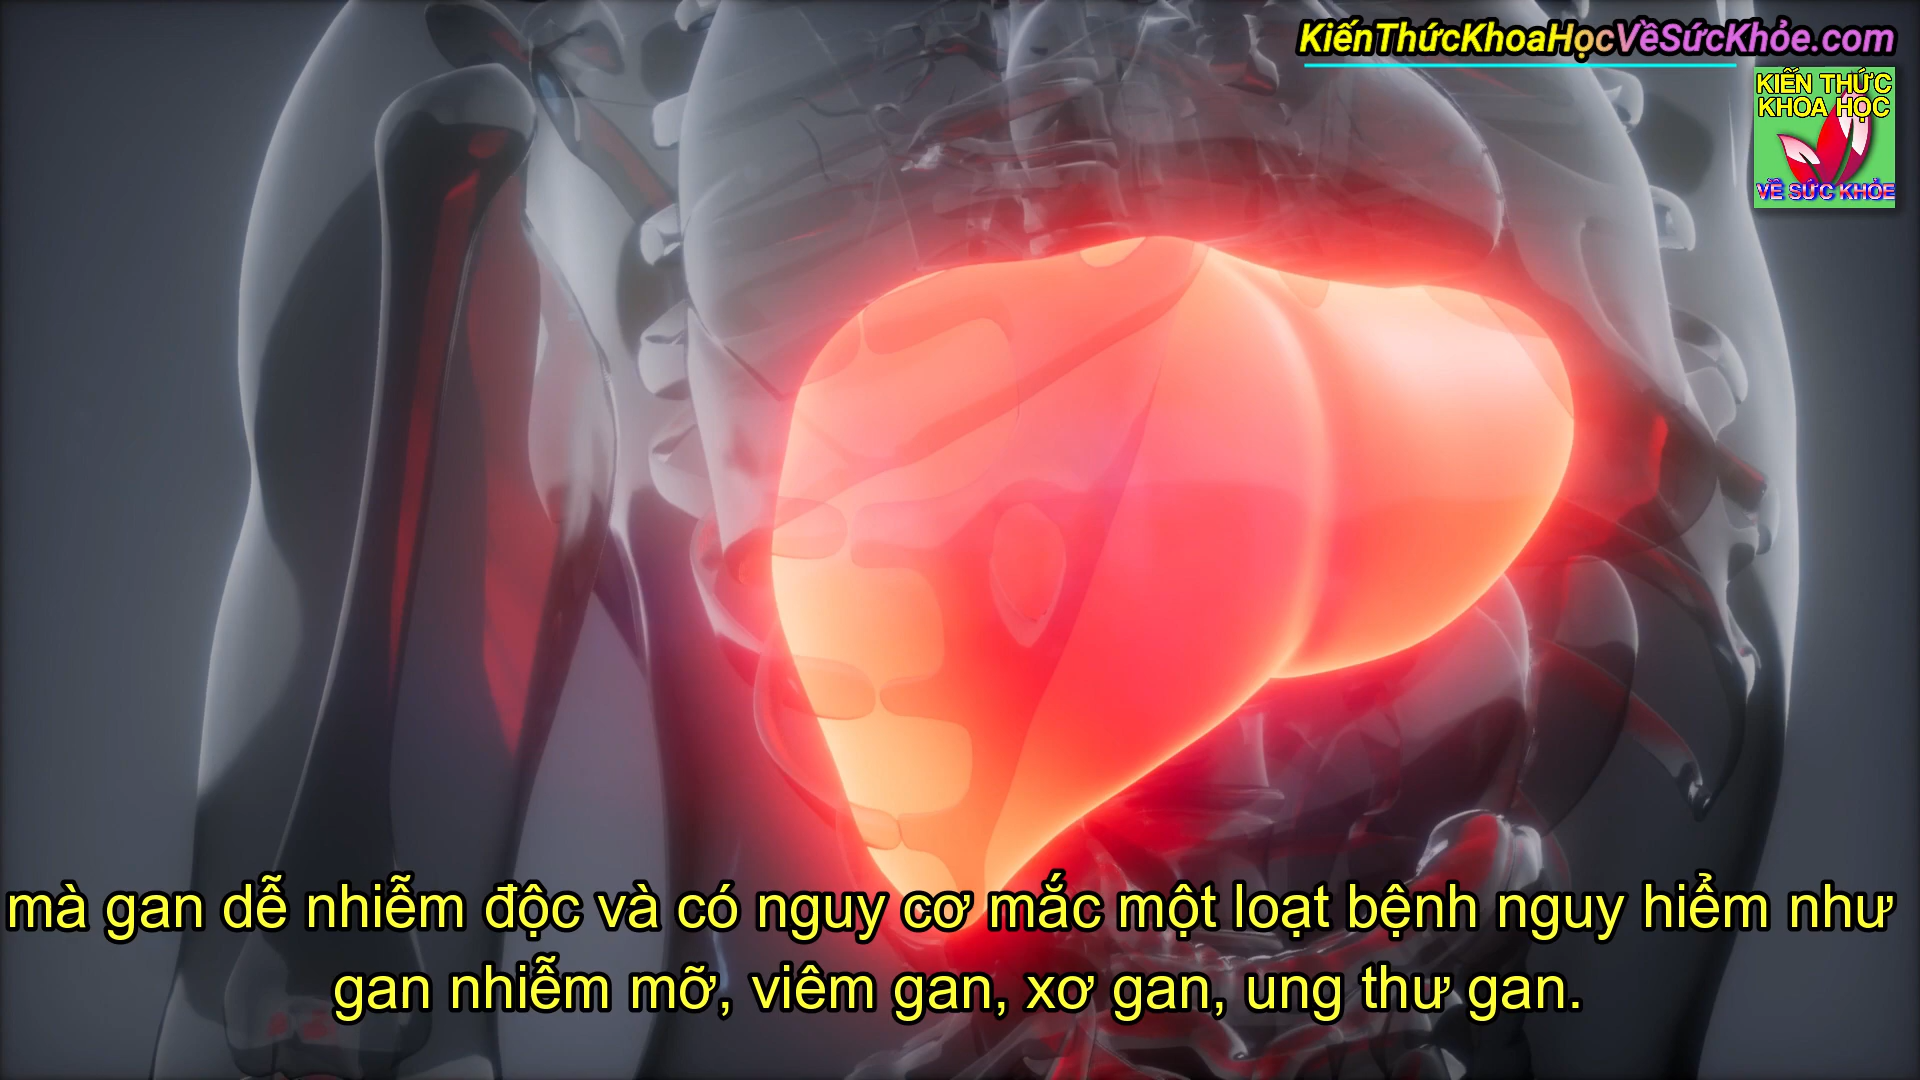 KiếnThứcKhoaHọcVềSứcKhỏe.com
KIẾN THỨC
KHOA HỌC
VỀ SỨC KHỎE
mà gan dễ nhiễm độc và có nguy cơ mắc một loạt bệnh nguy hiểm như
gan nhiễm mỡ, viêm gan, xơ gan, ung thư gan.